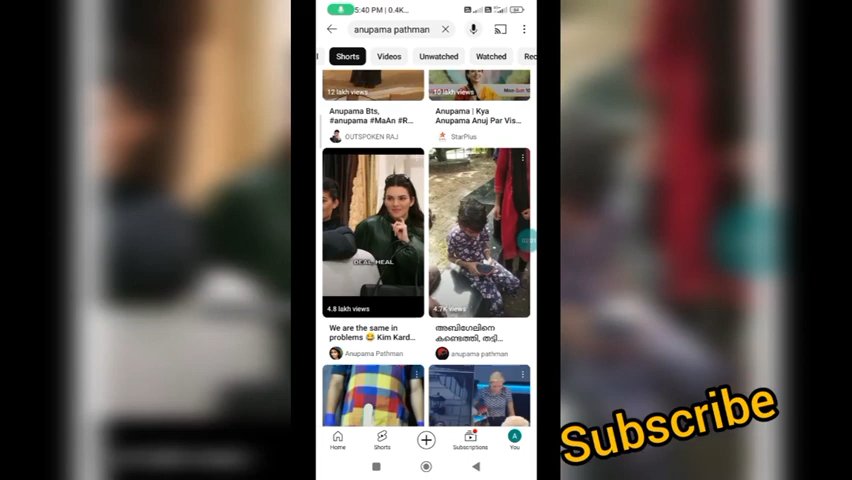 5:40 PM | 0.4K...
anupama pathman
Shorts
Videos
Unwatched
Watched
Rec
12 lakh views
10 lakh views
Anupama Bts,
#anupama #MaAn #R...
OUTSPOKEN RAJ
Anupama | Kya
Anupama Anuj Par Vis...
StarPlus
DEAL, HEAL
4.8 lakh views
4.7K views
We are the same in
problems 😂 Kim Kard...
Anupama Pathman
അബിഗേലിനെ
കണ്ടെത്തി, തട്ടി...
anupama pathman
Home
Shorts
Subscriptions
A
You
Subscribe